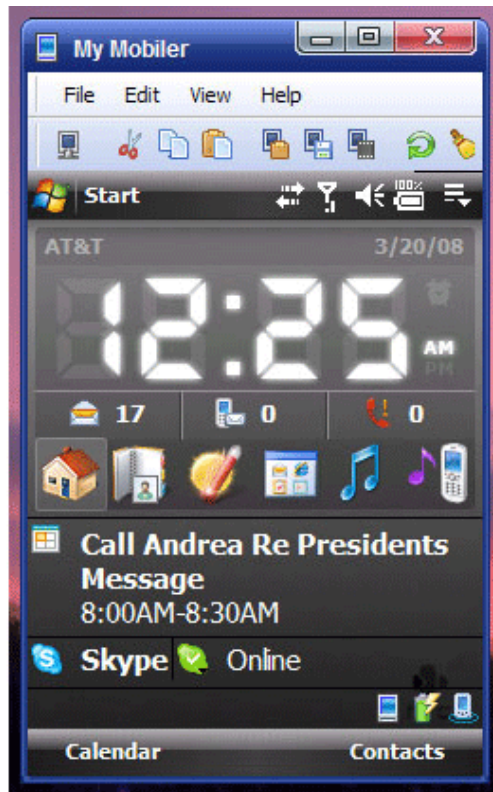 My Mobiler
File Edit View Help
Start 100%
AT&T 3/20/08
12:25 AM PM
17 0 0
Call Andrea Re Presidents
Message
8:00AM-8:30AM
Skype Online
Calendar Contacts